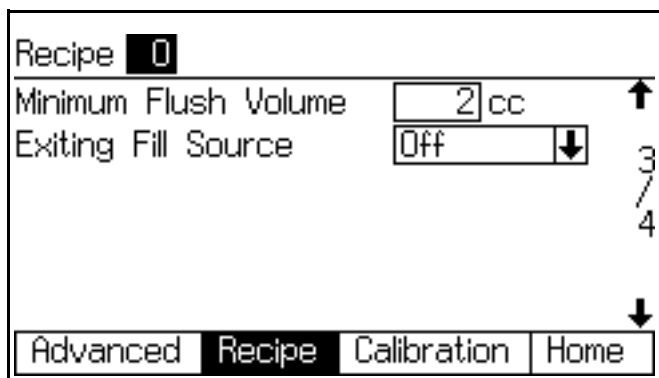 Recipe 0
Minimum Flush Volume 2 cc
Exiting Fill Source Off
3
/
4
Advanced Recipe Calibration Home